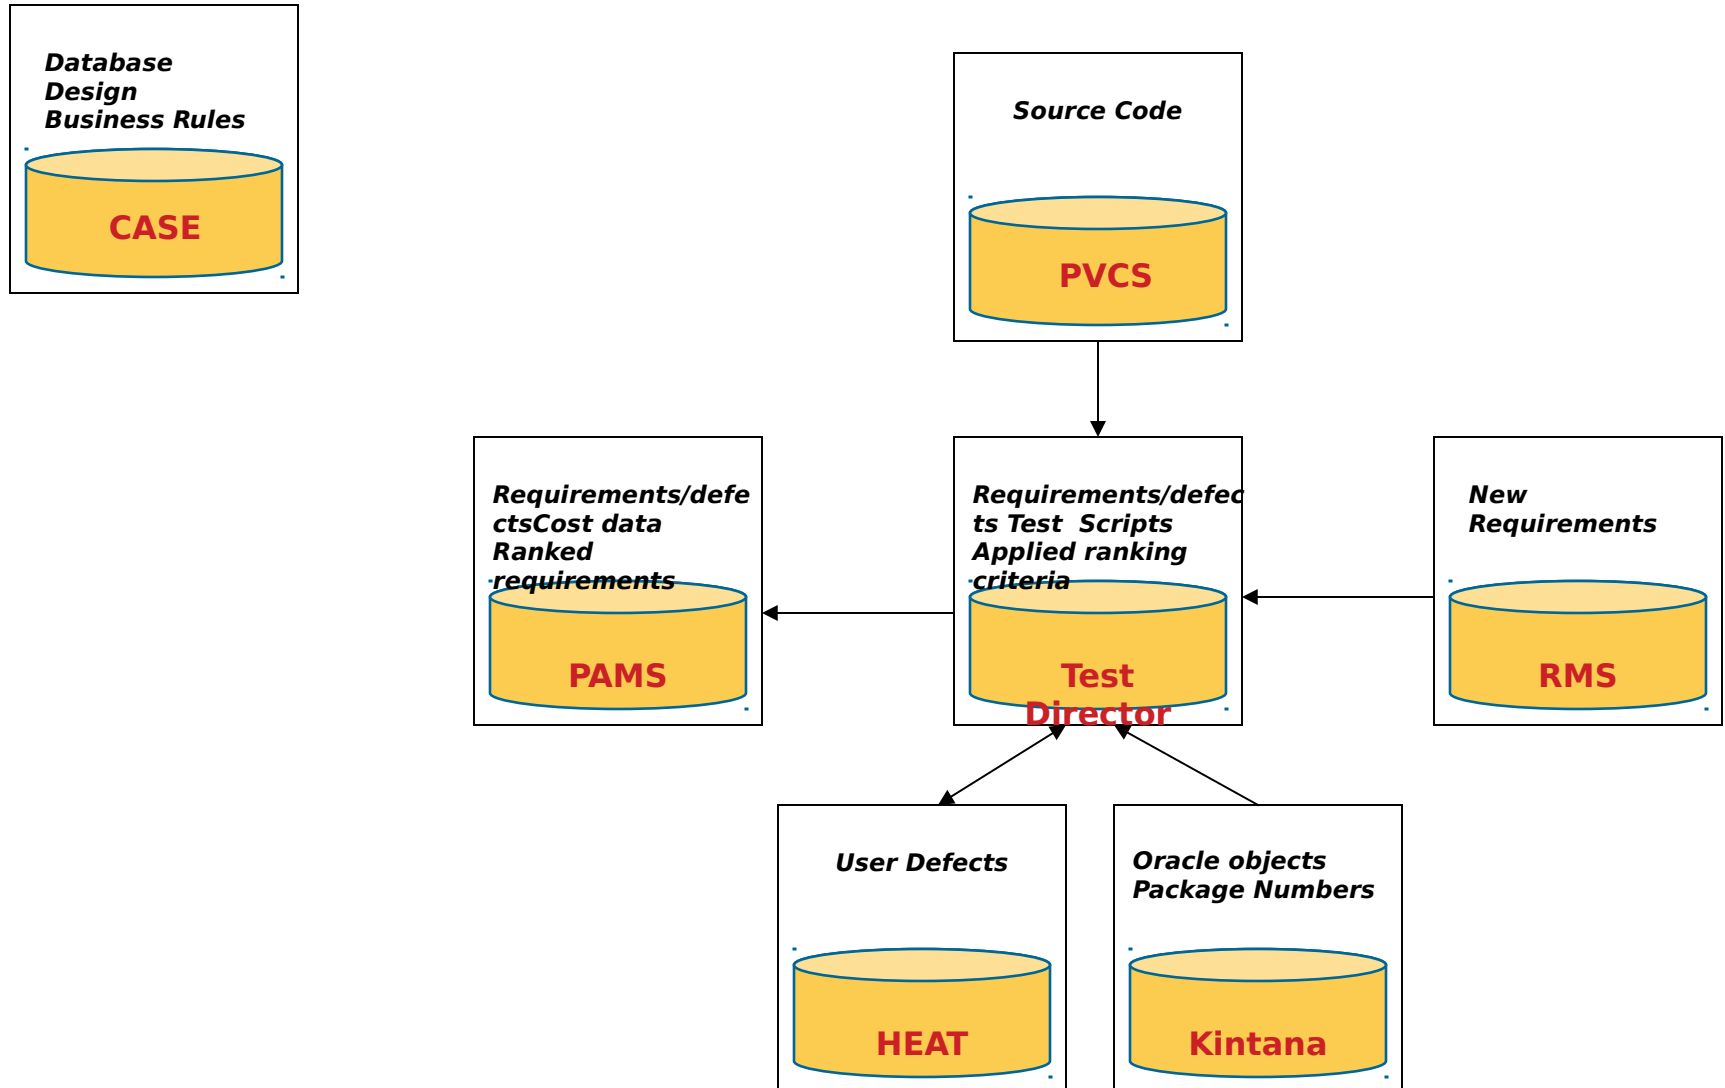 Database
Design
Business Rules
CASE
Source Code
PVCS
Requirements/defe
ctsCost data
Ranked
requirements
PAMS
Requirements/defec
ts Test  Scripts
Applied ranking
criteria
Test
Director
New
Requirements
RMS
User Defects
HEAT
Oracle objects
Package Numbers
Kintana